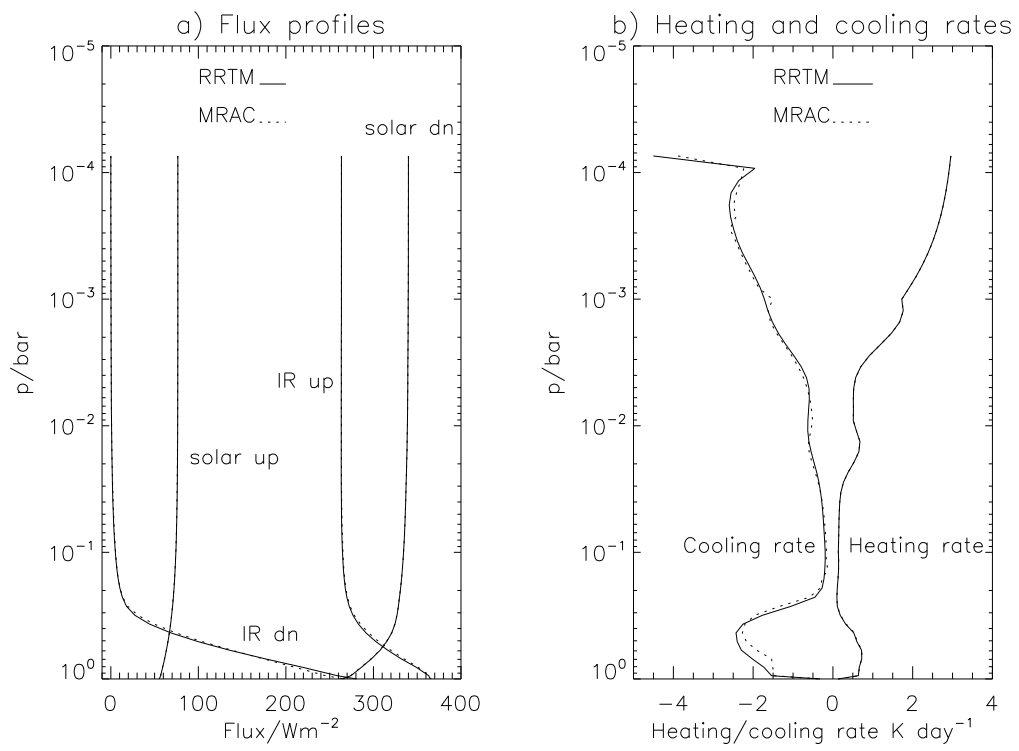 a) Flux profiles
RRTM
MRAC
solar dn
IR up
solar up
IR dn
10⁻⁵
10⁻⁴
10⁻³
10⁻²
10⁻¹
10⁰
p/bar
0 100 200 300 400
Flux/Wm⁻²
b) Heating and cooling rates
RRTM
MRAC
Cooling rate
Heating rate
10⁻⁵
10⁻⁴
10⁻³
10⁻²
10⁻¹
10⁰
p/bar
−4 −2 0 2 4
Heating/cooling rate K day⁻¹